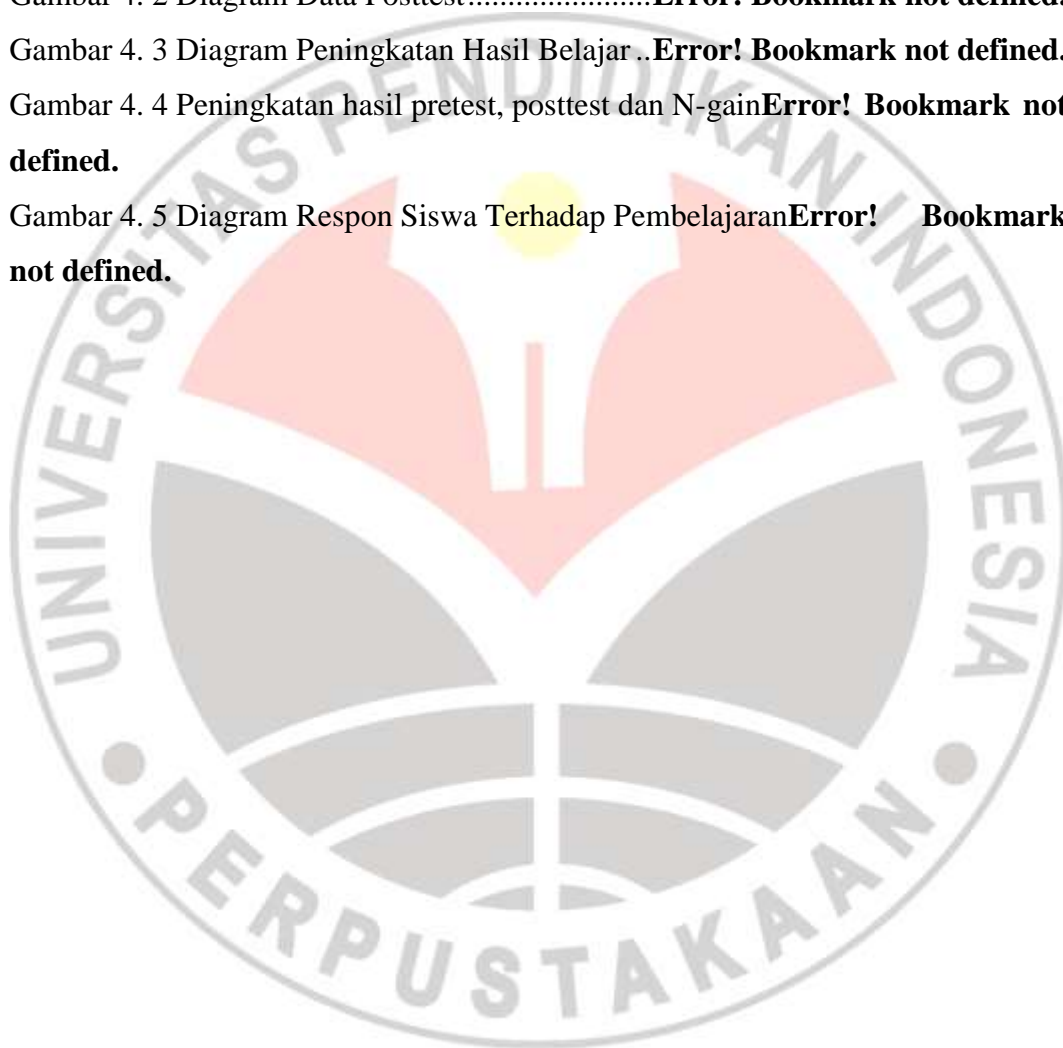 Gambar 4. 2 Diagram Data Posttest.......................Error! Bookmark not defined.
Gambar 4. 3 Diagram Peningkatan Hasil Belajar ..Error! Bookmark not defined.
Gambar 4. 4 Peningkatan hasil pretest, posttest dan N-gainError! Bookmark not
defined.
Gambar 4. 5 Diagram Respon Siswa Terhadap PembelajaranError! Bookmark
not defined.
UNIVERSITAS PENDIDIKAN INDONESIA
PERPUSTAKAAN